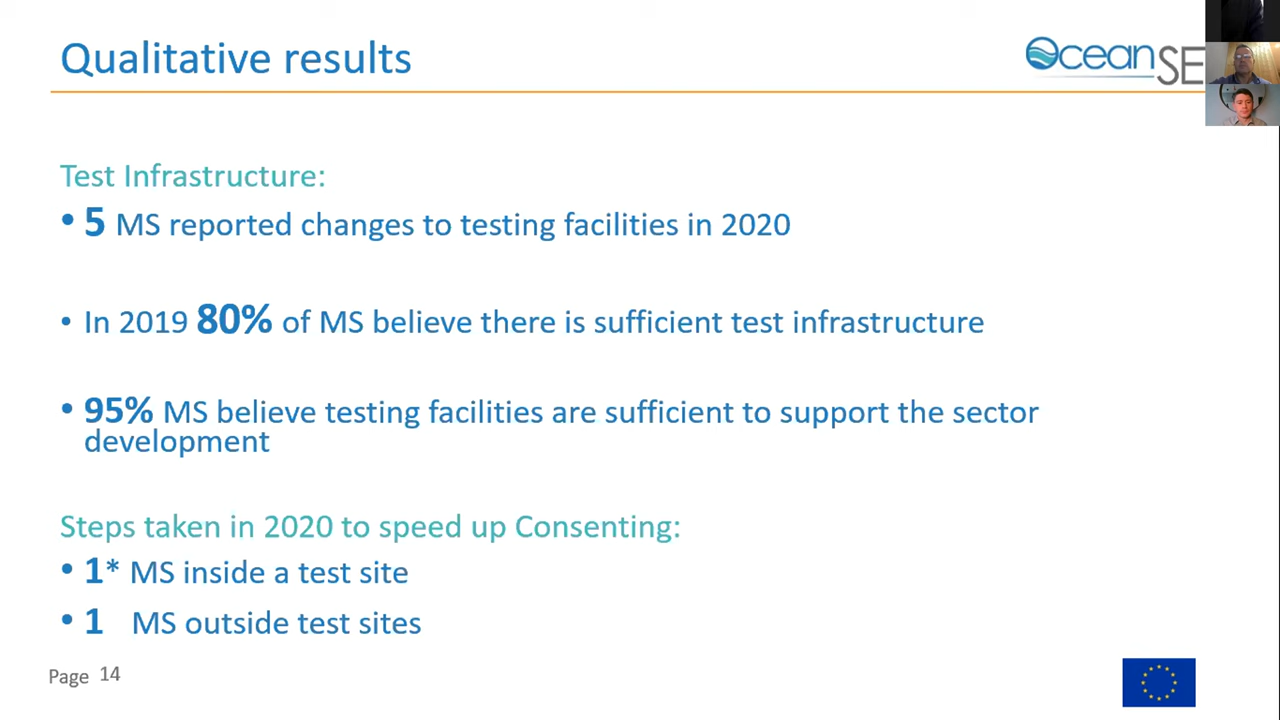 Qualitative results
OceanSE
Test Infrastructure:
• 5 MS reported changes to testing facilities in 2020
• In 2019 80% of MS believe there is sufficient test infrastructure
• 95% MS believe testing facilities are sufficient to support the sector
development
Steps taken in 2020 to speed up Consenting:
• 1* MS inside a test site
• 1 MS outside test sites
Page 14